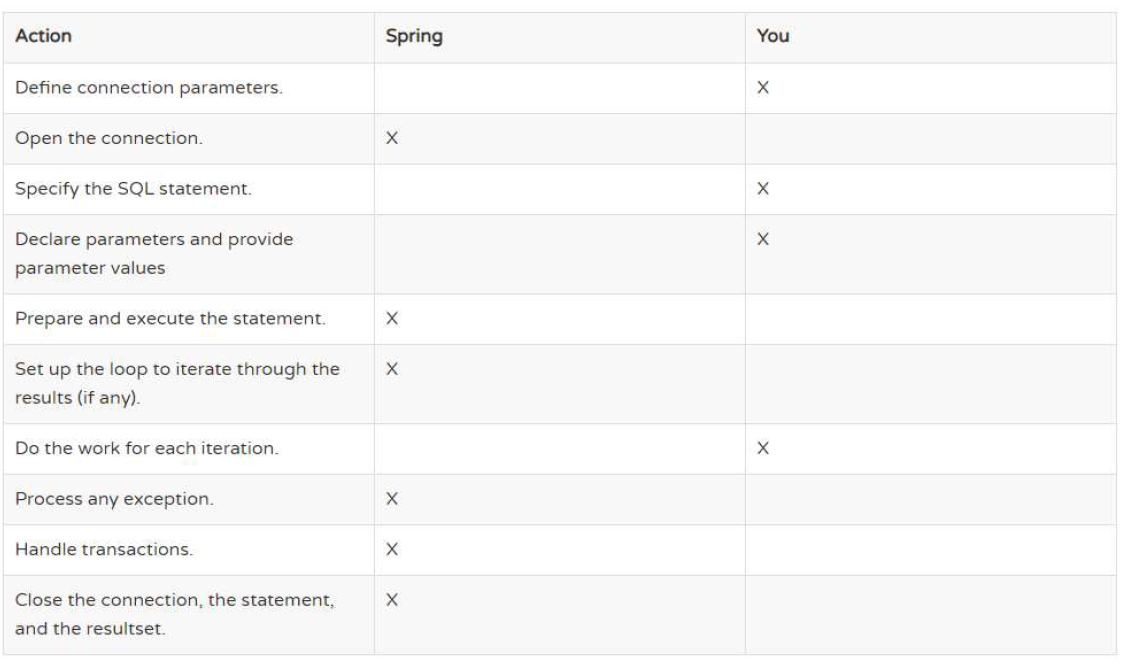 Action Spring You
Define connection parameters. X
Open the connection. X
Specify the SQL statement. X
Declare parameters and provide X
parameter values
Prepare and execute the statement. X
Set up the loop to iterate through the X
results (if any).
Do the work for each iteration. X
Process any exception. X
Handle transactions. X
Close the connection, the statement, X
and the resultset.